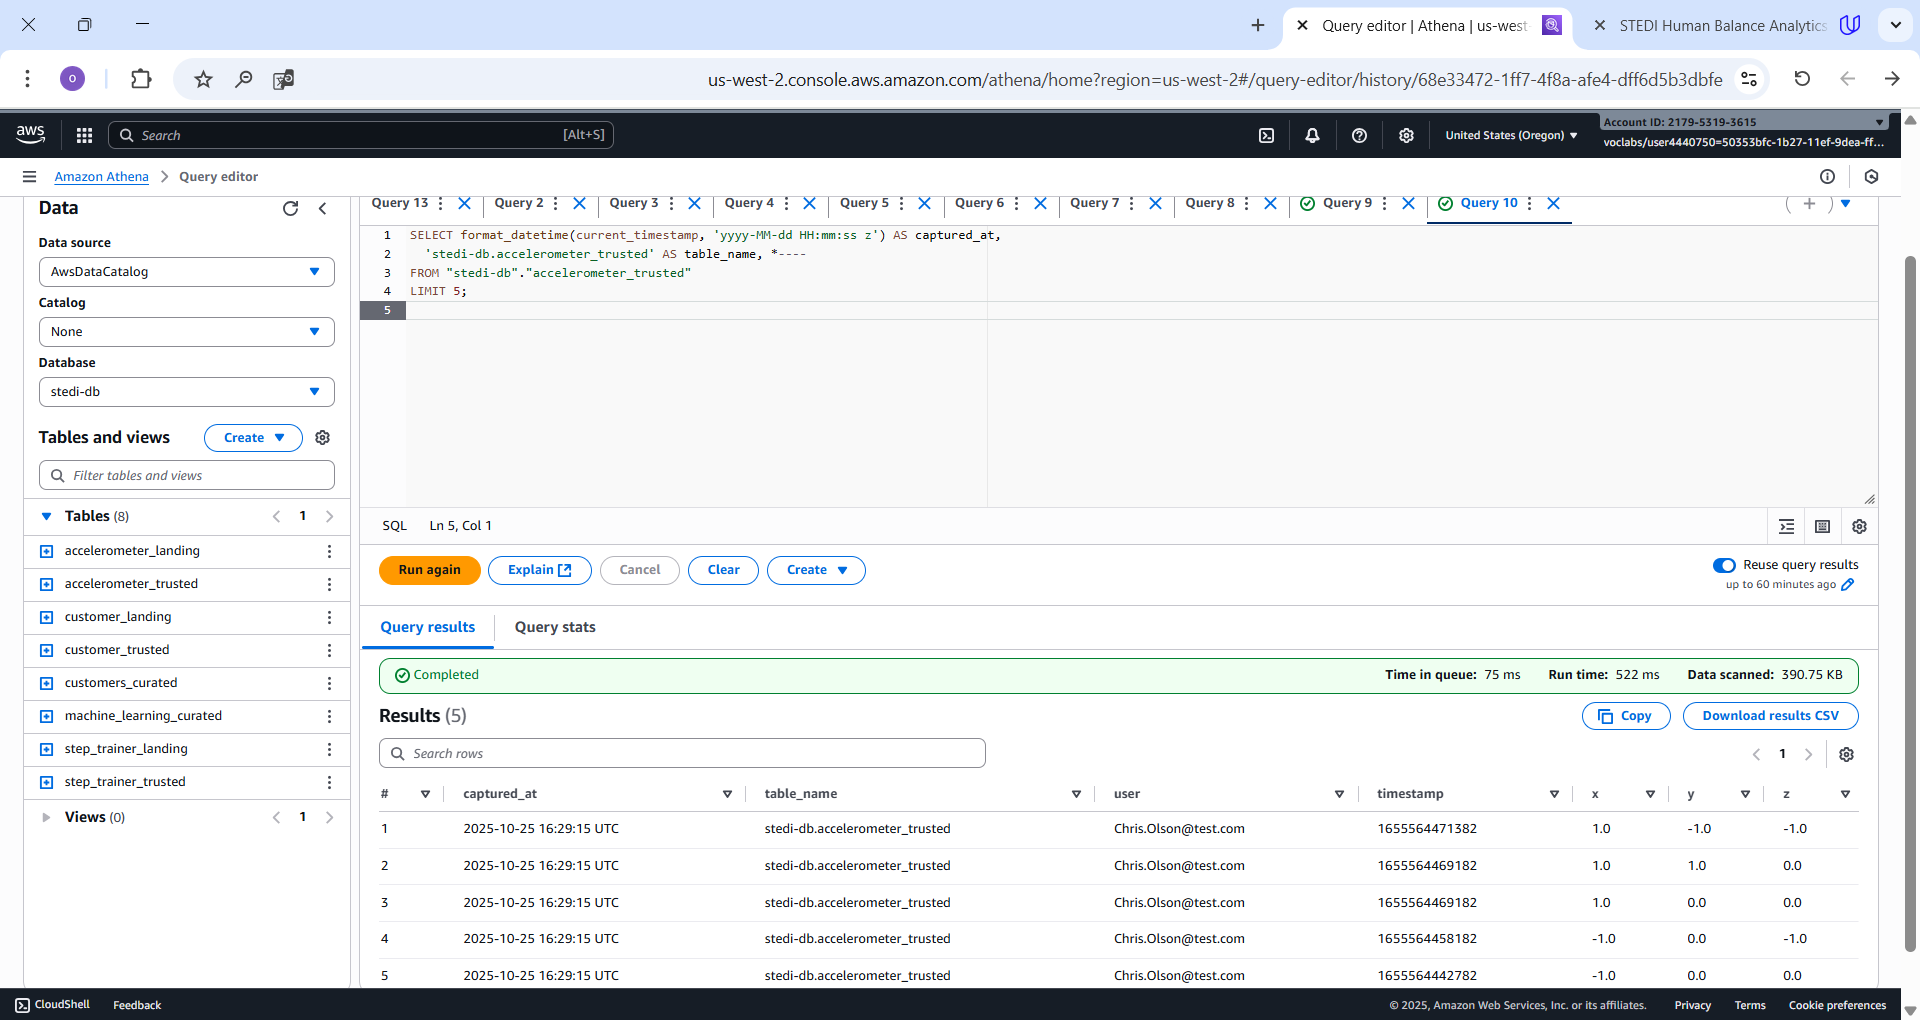 Query editor | Athena | us-west-
STEDI Human Balance Analytics
o
us-west-2.console.aws.amazon.com/athena/home?region=us-west-2#/query-editor/history/68e33472-1ff7-4f8a-afe4-dff6d5b3dbfe
aws
Search
[Alt+S]
United States (Oregon)
Account ID: 2179-5319-3615
voclabs/user4440750=50353bfc-1b27-11ef-9dea-ff...
Amazon Athena > Query editor
Data
Data source
AwsDataCatalog
Catalog
None
Database
stedi-db
Tables and views
Create
Filter tables and views
Tables (8)
1
accelerometer_landing
accelerometer_trusted
customer_landing
customer_trusted
customers_curated
machine_learning_curated
step_trainer_landing
step_trainer_trusted
Views (0)
1
Query 13
Query 2
Query 3
Query 4
Query 5
Query 6
Query 7
Query 8
Query 9
Query 10
1 SELECT format_datetime(current_timestamp, 'yyyy-MM-dd HH:mm:ss z') AS captured_at,
2 'stedi-db.accelerometer_trusted' AS table_name, *----
3 FROM "stedi-db"."accelerometer_trusted"
4 LIMIT 5;
5
SQL Ln 5, Col 1
Run again
Explain
Cancel
Clear
Create
Reuse query results
up to 60 minutes ago
Query results
Query stats
Completed
Time in queue: 75 ms
Run time: 522 ms
Data scanned: 390.75 KB
Results (5)
Copy
Download results CSV
Search rows
1
# captured_at table_name user timestamp x y z
1 2025-10-25 16:29:15 UTC stedi-db.accelerometer_trusted Chris.Olson@test.com 1655564471382 1.0 -1.0 -1.0
2 2025-10-25 16:29:15 UTC stedi-db.accelerometer_trusted Chris.Olson@test.com 1655564469182 1.0 1.0 0.0
3 2025-10-25 16:29:15 UTC stedi-db.accelerometer_trusted Chris.Olson@test.com 1655564469182 1.0 0.0 0.0
4 2025-10-25 16:29:15 UTC stedi-db.accelerometer_trusted Chris.Olson@test.com 1655564458182 -1.0 0.0 -1.0
5 2025-10-25 16:29:15 UTC stedi-db.accelerometer_trusted Chris.Olson@test.com 1655564442782 -1.0 0.0 0.0
CloudShell
Feedback
© 2025, Amazon Web Services, Inc. or its affiliates.
Privacy
Terms
Cookie preferences